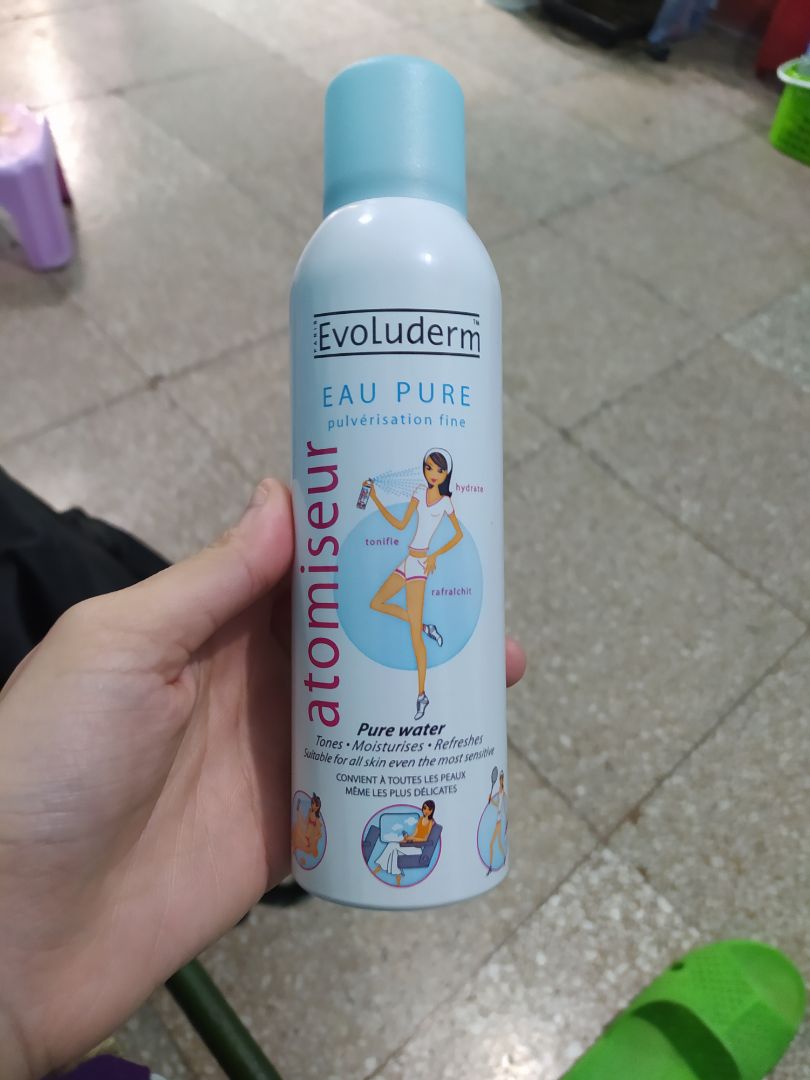 PARIS
Evoluderm™
EAU PURE
pulvérisation fine
atomiseur
hydrate
tonifie
rafraîchit
Pure water
Tones • Moisturises • Refreshes
Suitable for all skin even the most sensitive
CONVIENT À TOUTES LES PEAUX
MÊME LES PLUS DÉLICATES